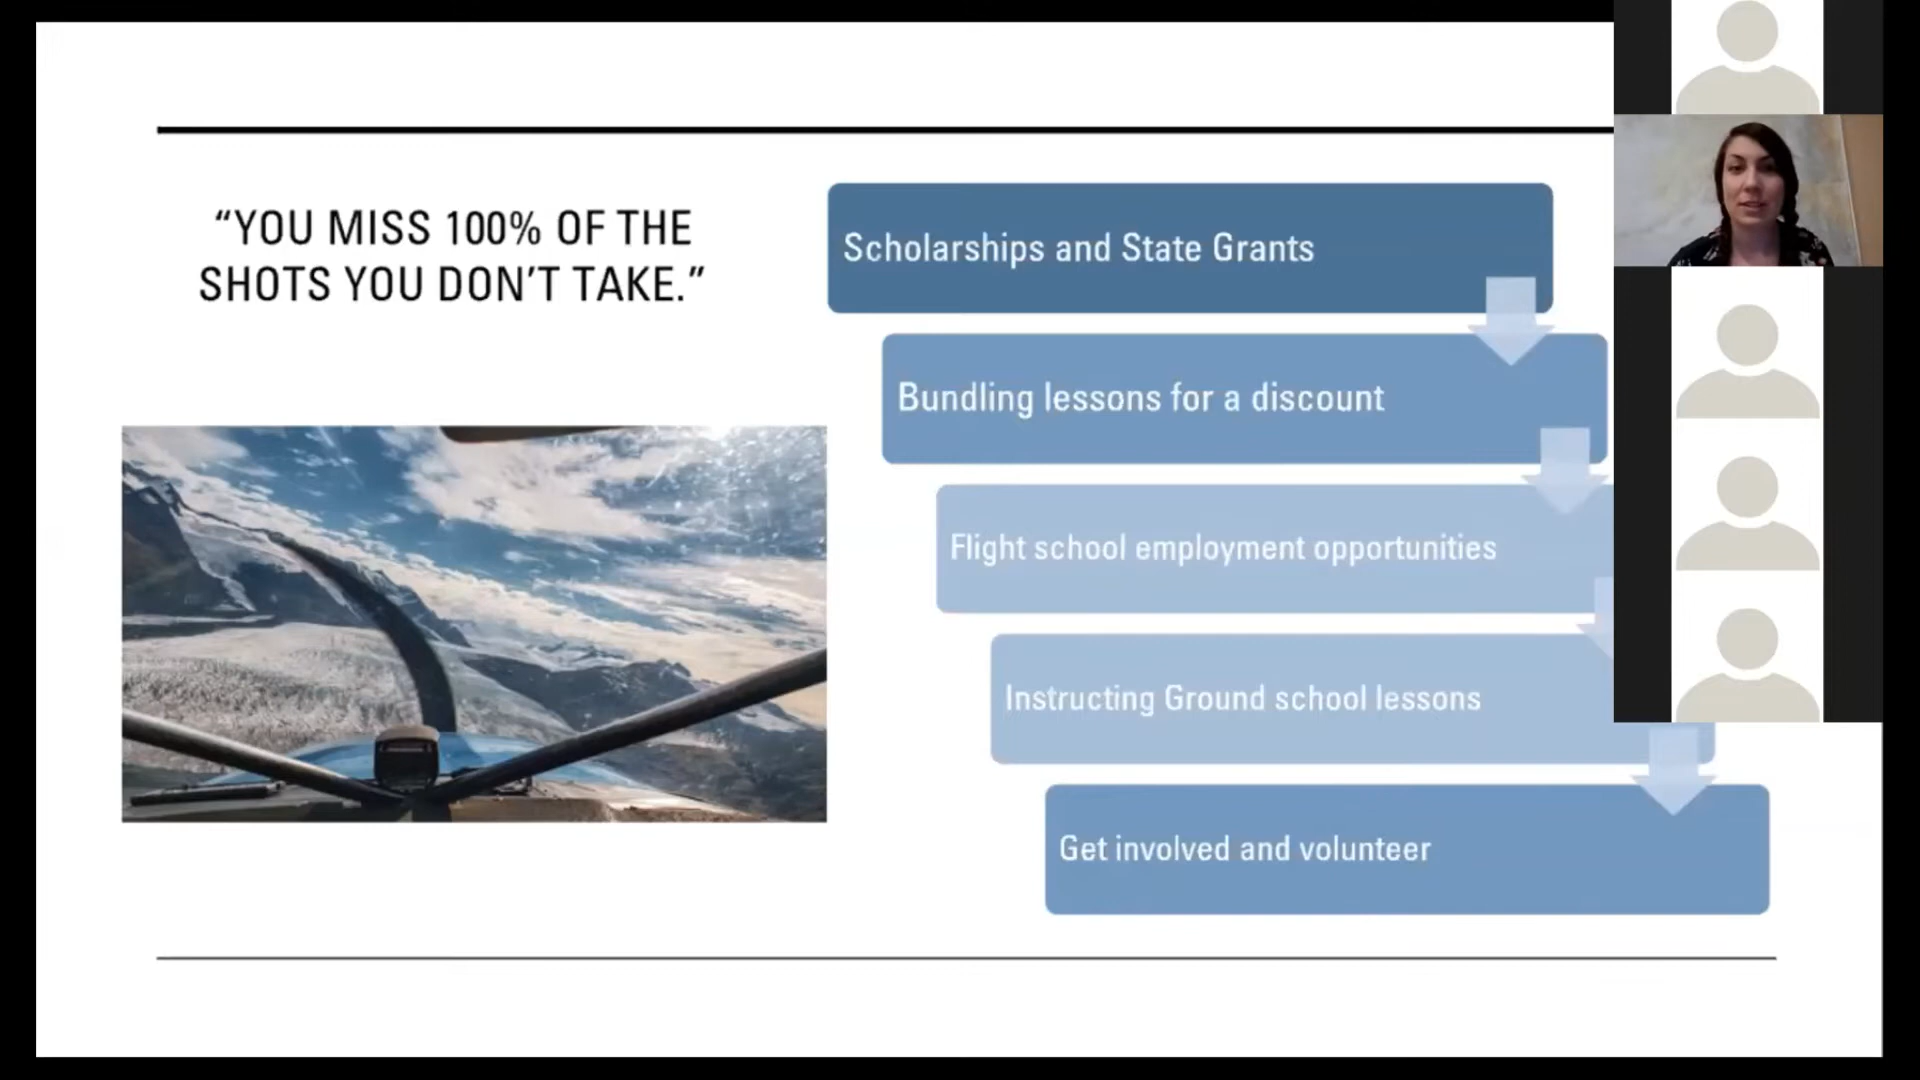 “YOU MISS 100% OF THE
SHOTS YOU DON’T TAKE.”
Scholarships and State Grants
Bundling lessons for a discount
Flight school employment opportunities
Instructing Ground school lessons
Get involved and volunteer